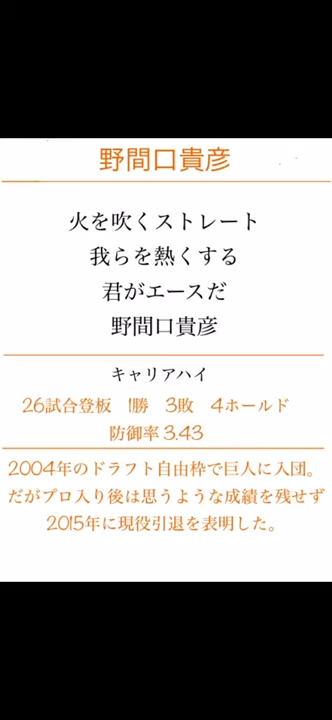 野間口貴彦
火を吹くストレート
我らを熱くする
君がエースだ
野間口貴彦
キャリアハイ
26試合登板 1勝 3敗 4ホールド
防御率 3.43
2004年のドラフト自由枠で巨人に入団。
だがプロ入り後は思うような成績を残せず
2015年に現役引退を表明した。